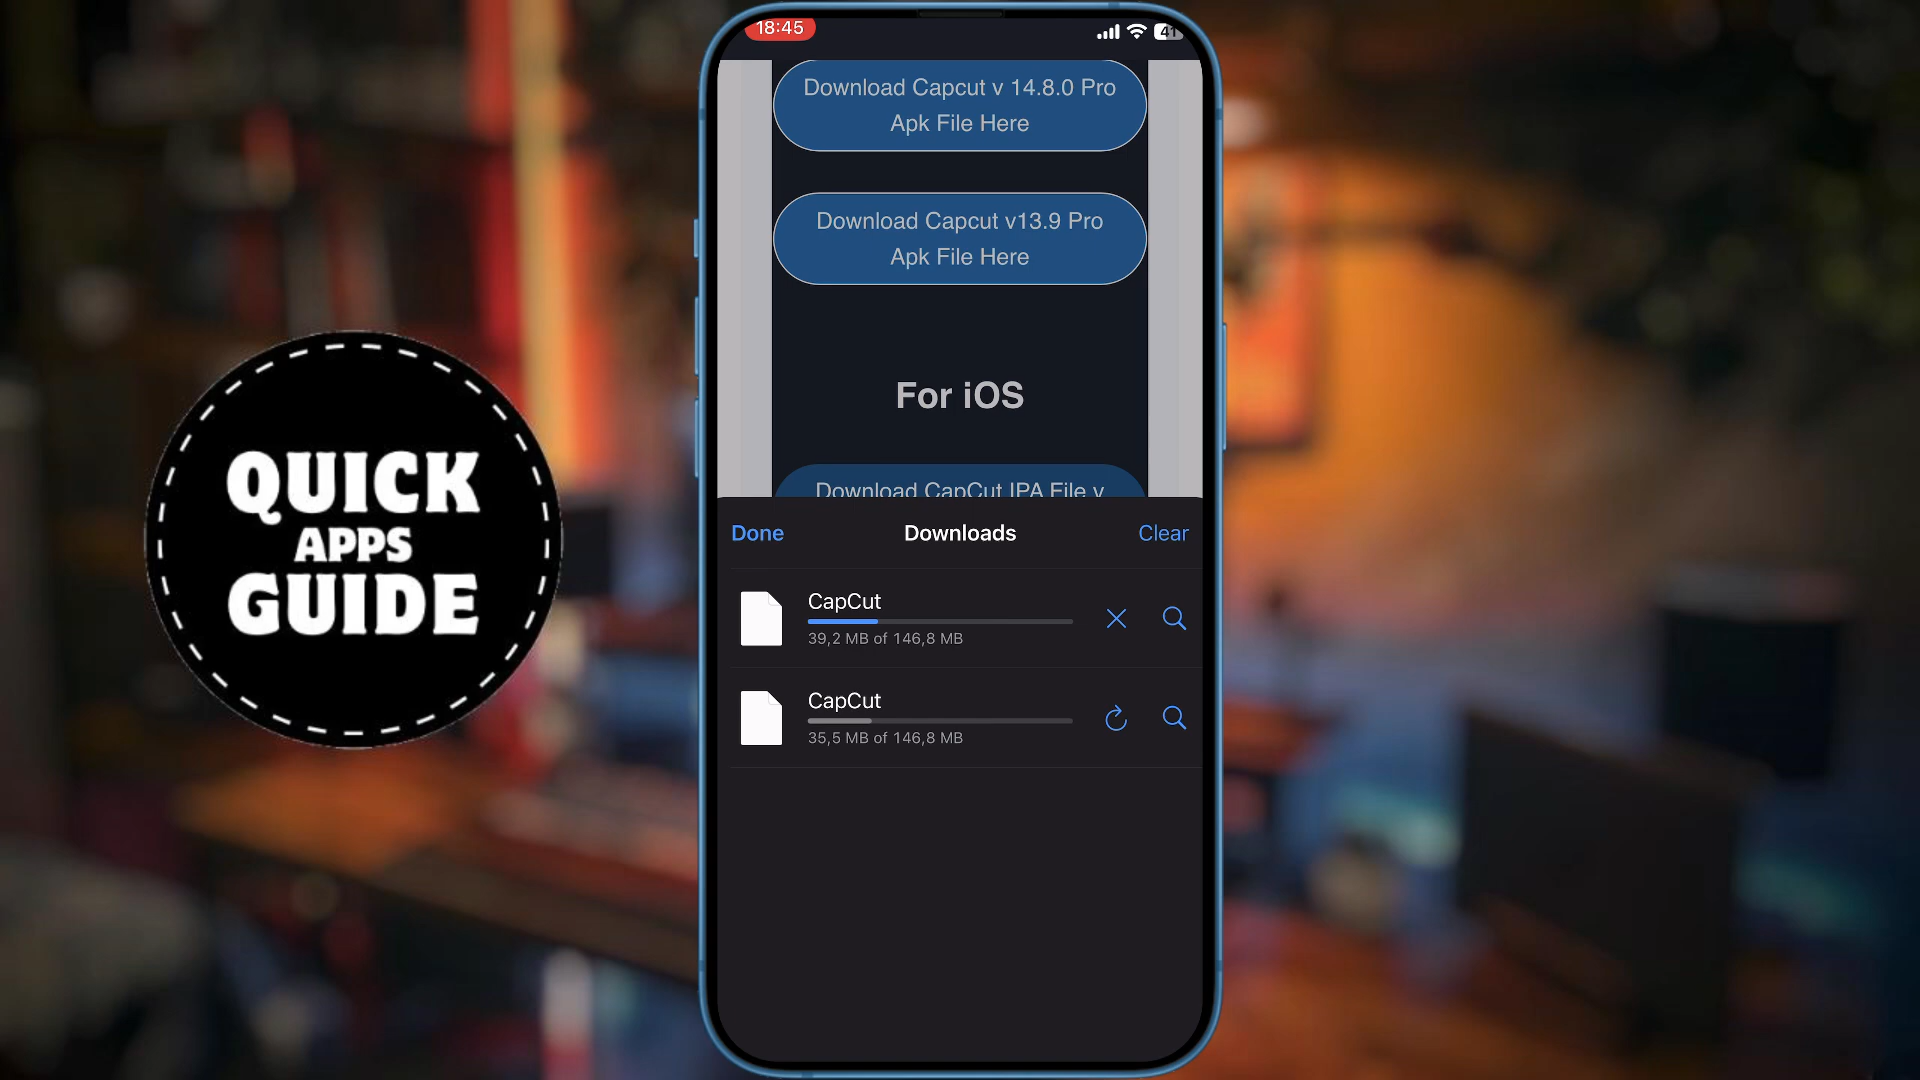 QUICK
APPS
GUIDE
18:45
41
Download Capcut v 14.8.0 Pro
Apk File Here
Download Capcut v13.9 Pro
Apk File Here
For iOS
Download CapCut IPA File v
Done
Downloads
Clear
CapCut
39,2 MB of 146,8 MB
CapCut
35,5 MB of 146,8 MB